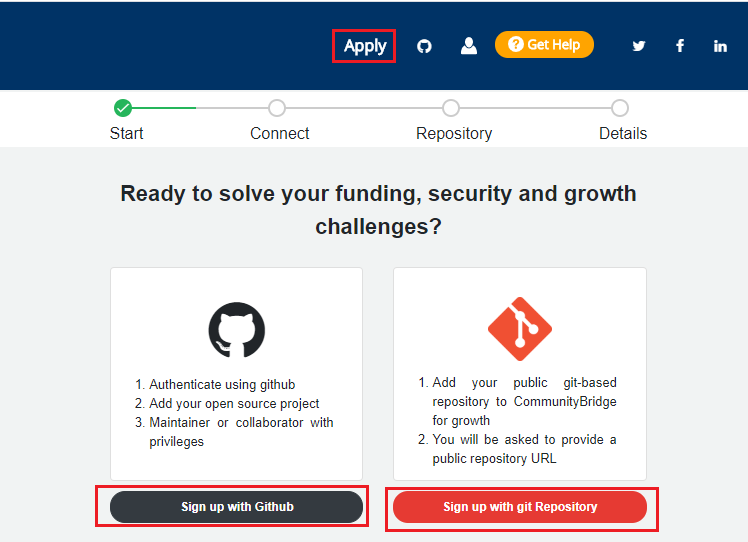 Apply
Get Help
Start
Connect
Repository
Details
Ready to solve your funding, security and growth
challenges?
1. Authenticate using github
2. Add your open source project
3. Maintainer or collaborator with
privileges
1. Add your public git-based
repository to CommunityBridge
for growth
2. You will be asked to provide a
public repository URL
Sign up with Github
Sign up with git Repository